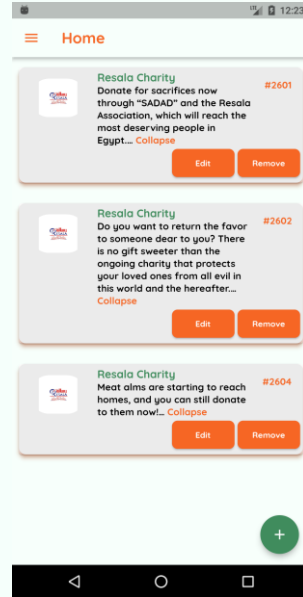 12:23
Home
Resala Charity
#2601
Donate for sacrifices now
through “SADAD” and the Resala
Association, which will reach the
most deserving people in
Egypt.... Collapse
Edit
Remove
Resala Charity
#2602
Do you want to return the favor
to someone dear to you? There
is no gift sweeter than the
ongoing charity that protects
your loved ones from all evil in
this world and the hereafter....
Collapse
Edit
Remove
Resala Charity
#2604
Meat alms are starting to reach
homes, and you can still donate
to them now!... Collapse
Edit
Remove
+